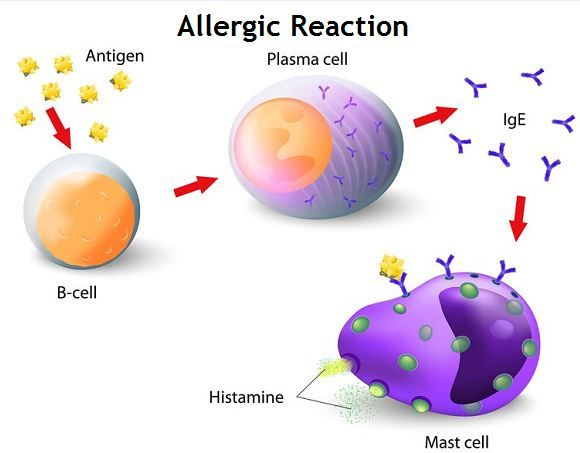 Allergic Reaction
Antigen
Plasma cell
IgE
B-cell
Histamine
Mast cell